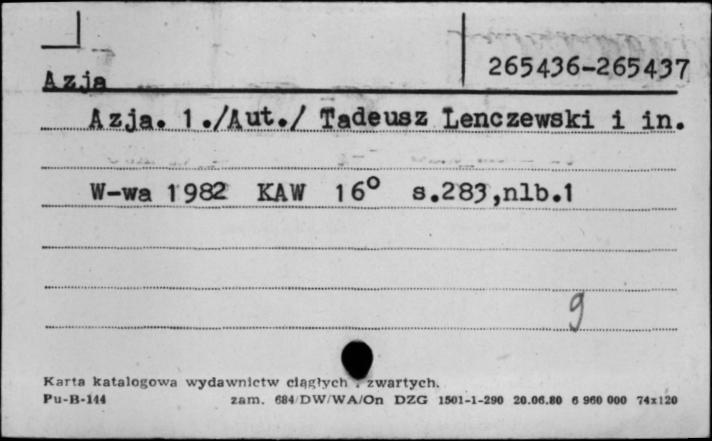 265436-265437
Azja
Azja. 1./Aut./ Tadeusz Lenczewski i in.
W-wa 1982 KAW 16° s.283,nlb.1
9
Karta katalogowa wydawnictw ciągłych . zwartych.
Pu-B-144 zam. 684/DW/WA/On DZG 1501-1-290 20.06.80 6 960 000 74x120